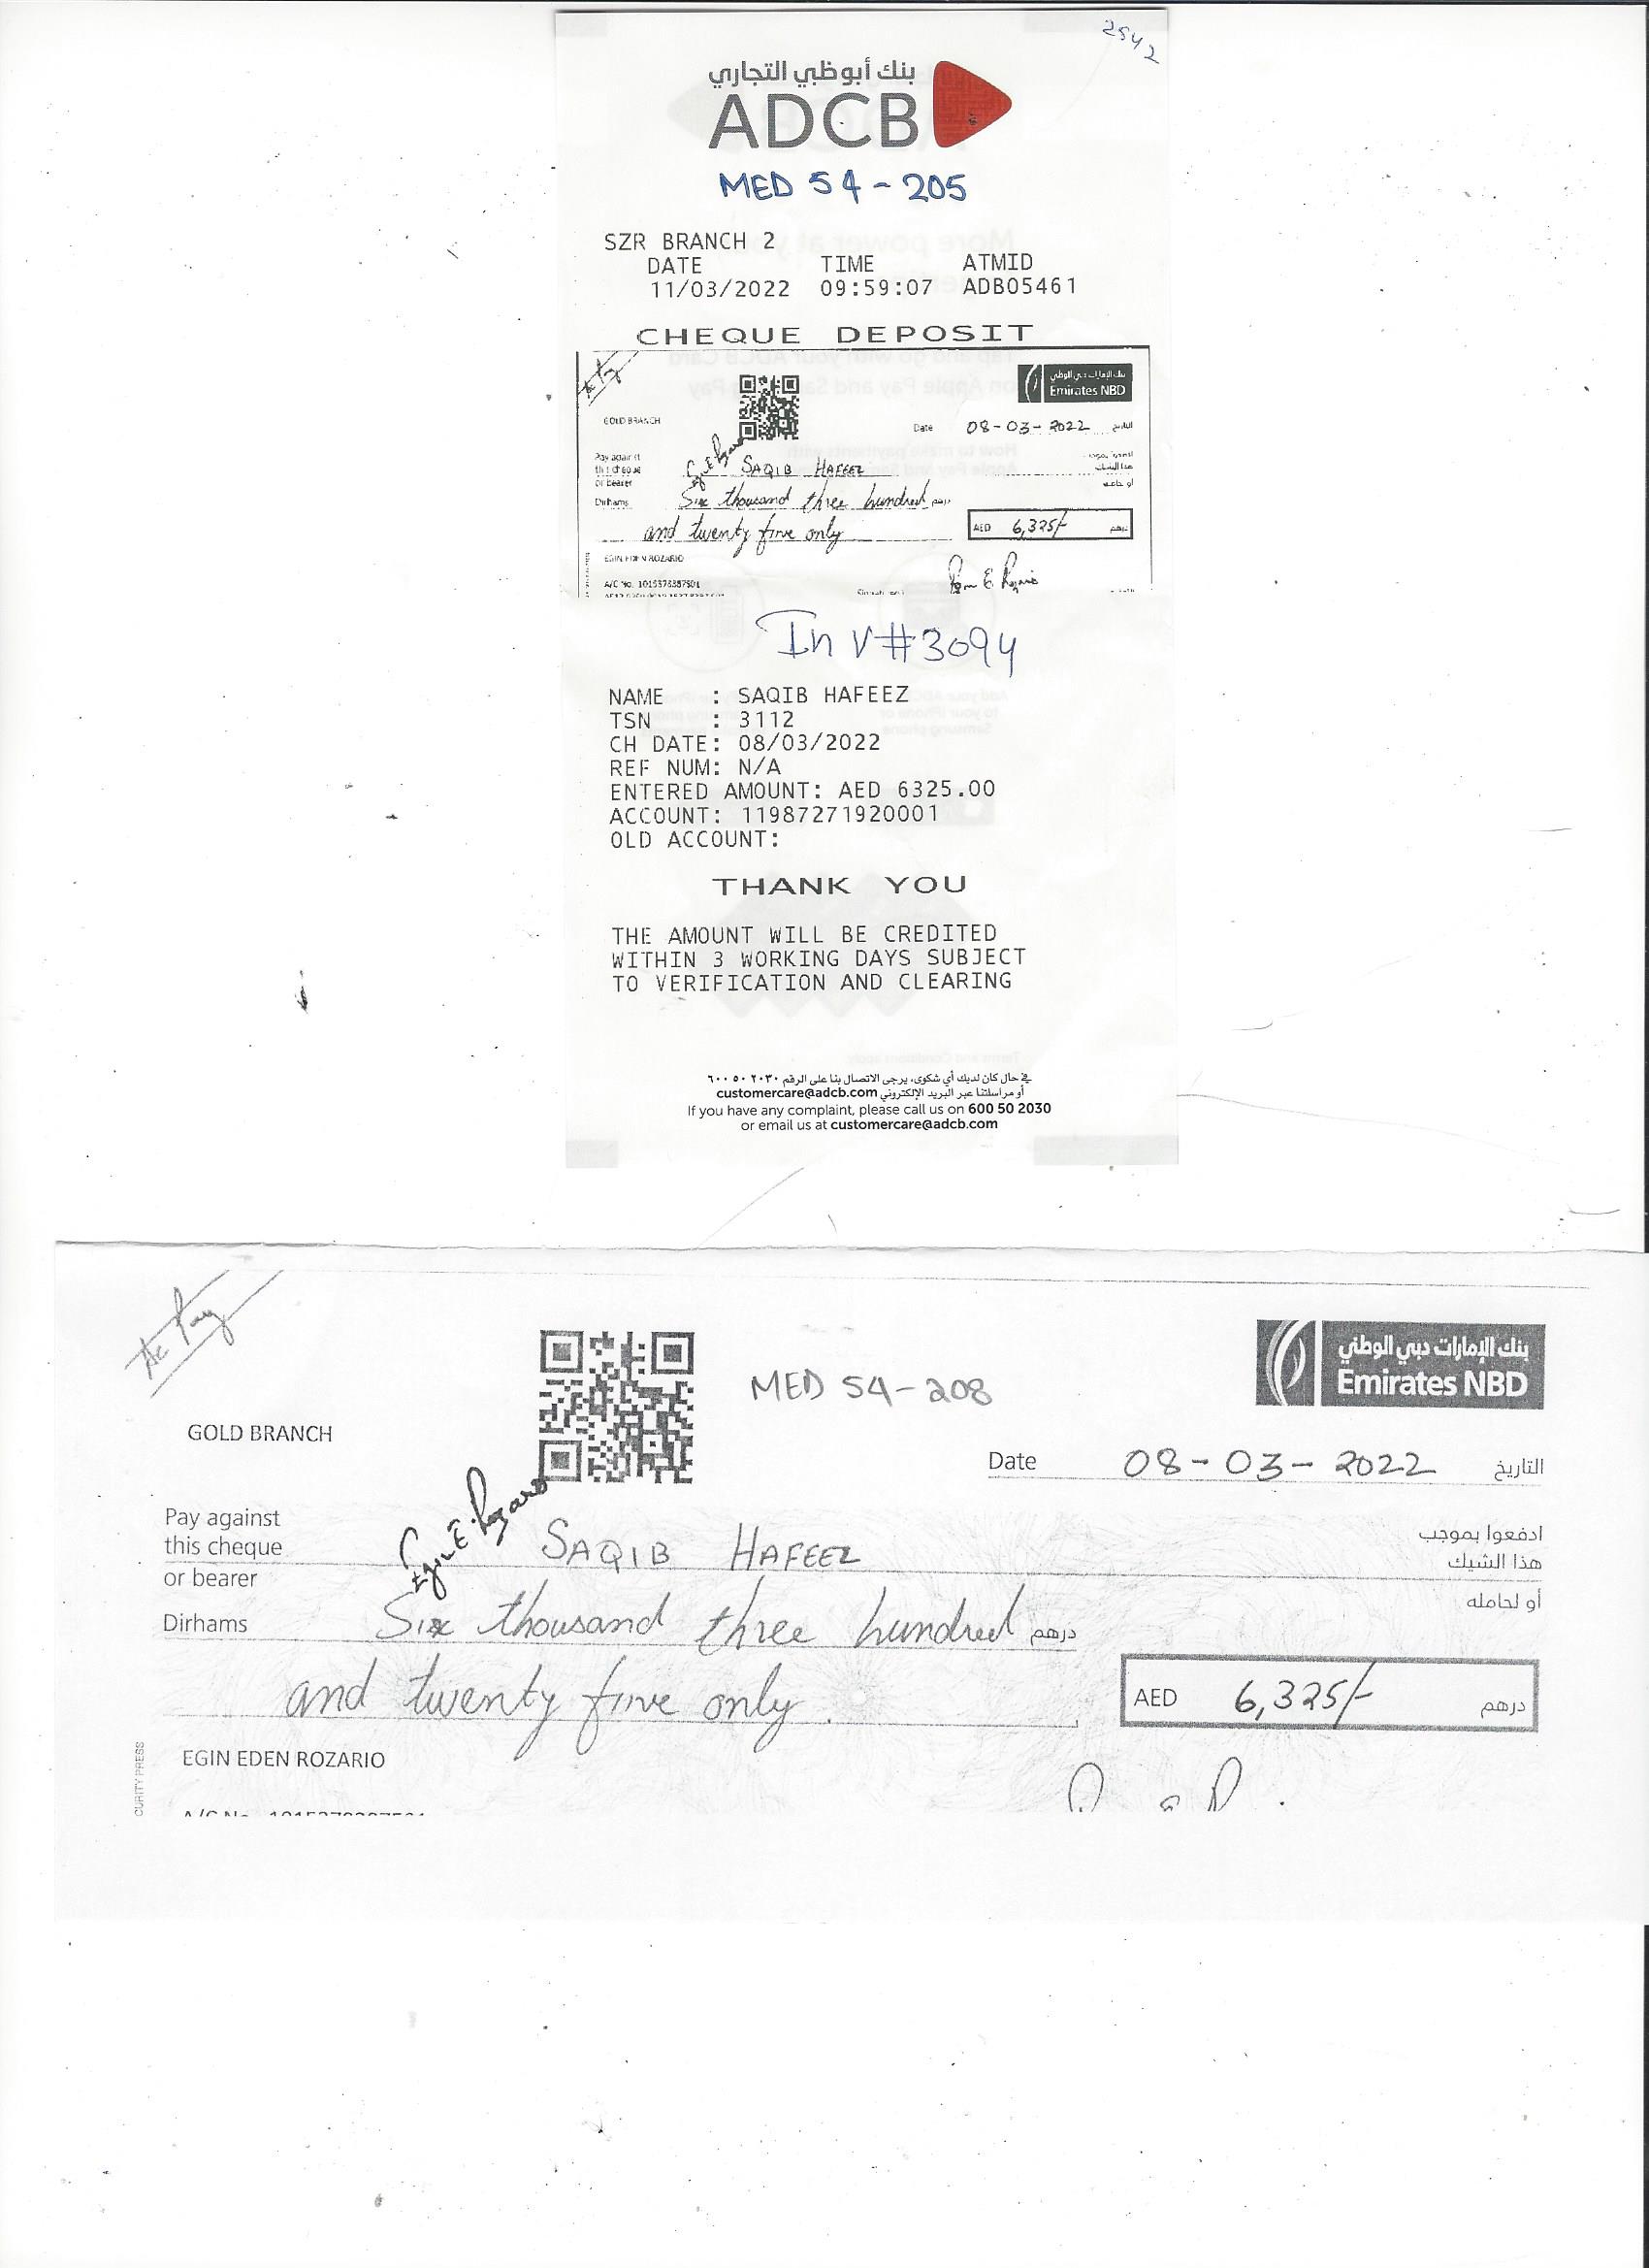 2542
بنك أبوظبي التجاري
ADCB
MED 54-205
SZR BRANCH 2
DATE TIME ATMID
11/03/2022 09:59:07 ADB05461
CHEQUE DEPOSIT
بنك الإمارات دبي الوطني
Emirates NBD
GOLD BRANCH
Date 08-03-2022 التاريخ
Pay against
this cheque SAQIB HAFEEZ هذا الشيك
or bearer أو لحامله
Dirhams Six thousand three hundred درهم
and twenty five only AED 6,325/- درهم
EGIN EDEN ROZARIO
A/C No. 1015378387501
Inv#3094
NAME : SAQIB HAFEEZ
TSN : 3112
CH DATE: 08/03/2022
REF NUM: N/A
ENTERED AMOUNT: AED 6325.00
ACCOUNT: 11987271920001
OLD ACCOUNT:
THANK YOU
THE AMOUNT WILL BE CREDITED
WITHIN 3 WORKING DAYS SUBJECT
TO VERIFICATION AND CLEARING
في حال كان لديك أي شكوى، يرجى الاتصال بنا على الرقم ٦٠٠ ٥٠ ٢٠٣٠
أو مراسلتنا عبر البريد الإلكتروني customercare@adcb.com
If you have any complaint, please call us on 600 50 2030
or email us at customercare@adcb.com
A/c Pay
بنك الإمارات دبي الوطني
Emirates NBD
MED 54-208
GOLD BRANCH
Date 08-03-2022 التاريخ
Pay against ادفعوا بموجب
this cheque SAQIB HAFEEZ هذا الشيك
or bearer أو لحامله
Dirhams Six thousand three hundred درهم
and twenty five only. AED 6,325/- درهم
EGIN EDEN ROZARIO
CURITY PRESS